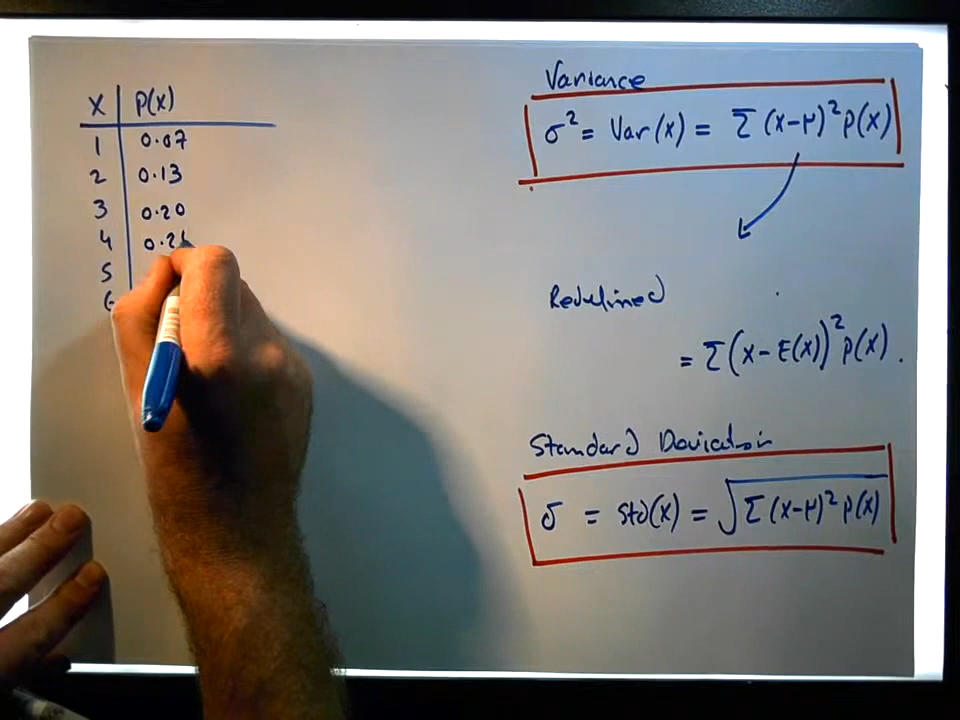 x P(x)
1 0.07
2 0.13
3 0.20
4
5
Variance
σ² = Var(x) = Σ(x-μ)²P(x)
Redefined
= Σ(x-E(x))²P(x).
Standard Deviation
σ = Std(x) = √Σ(x-μ)²P(x)